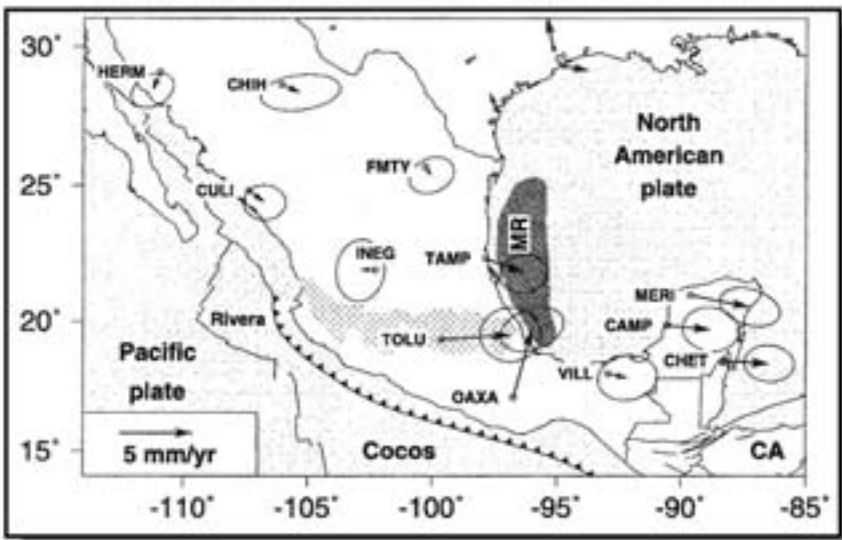 30°
HERM
CHIH
North
American
plate
FMTY
25°
CULI
MR
INEG
TAMP
MERI
Rivera
CAMP
20°
TOLU
CHET
Pacific
plate
VILL
OAXA
5 mm/yr
15°
Cocos
CA
-110°
-105°
-100°
-95°
-90°
-85°